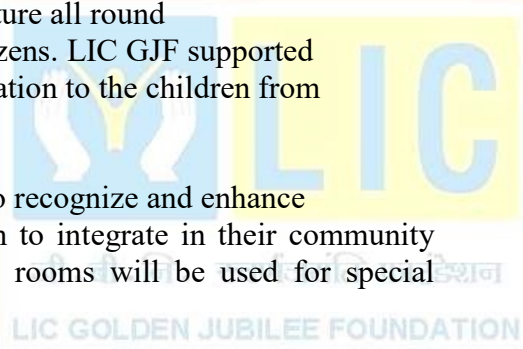 ture all round
zens. LIC GJF supported
ation to the children from
LIC
o recognize and enhance
n to integrate in their community
rooms will be used for special
LIC GOLDEN JUBILEE FOUNDATION